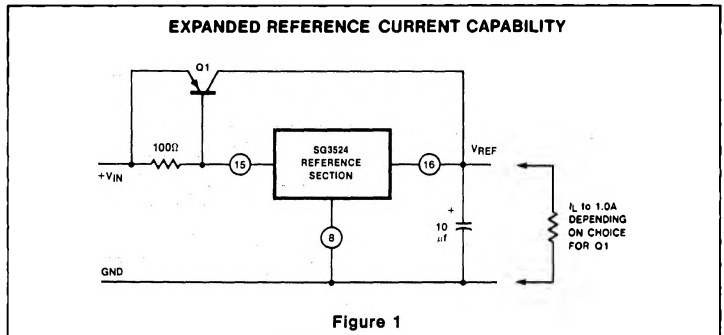 EXPANDED REFERENCE CURRENT CAPABILITY
Q1
100Ω
+VIN
15
SG3524
REFERENCE
SECTION
16
VREF
8
+
10
µf
IL to 1.0A
DEPENDING
ON CHOICE
FOR Q1
GND
Figure 1